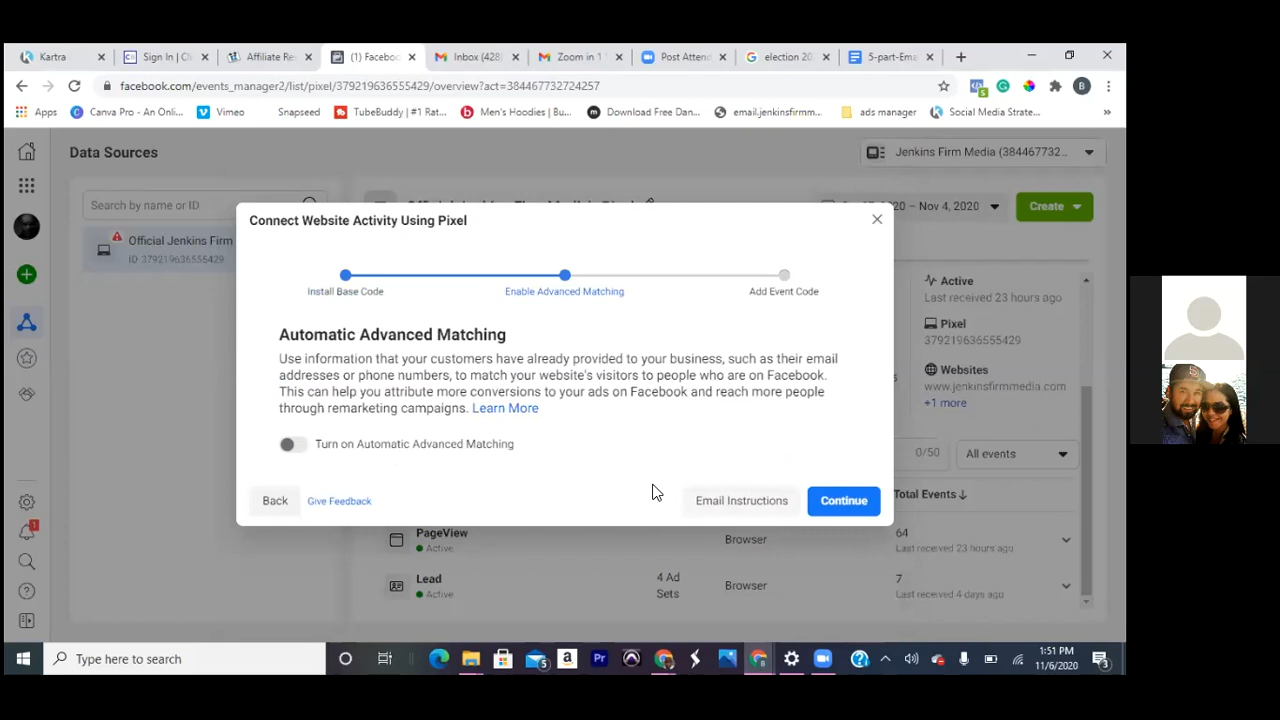 Kartra
Sign In | Cli
Affiliate Re:
(1) Faceboo
Inbox (428)
Zoom in 1
Post Attend
election 20
5-part-Ema
facebook.com/events_manager2/list/pixel/379219636555429/overview?act=384467732724257
B
Apps
Canva Pro - An Onli...
Vimeo
Snapseed
TubeBuddy | #1 Rat...
Men's Hoodies | Bu...
Download Free Dan...
email.jenkinsfirmm...
ads manager
Social Media Strate...
»
Data Sources
Jenkins Firm Media (384467732...
Search by name or ID
2020 – Nov 4, 2020
Create
Official Jenkins Firm
ID 379219636555429
Connect Website Activity Using Pixel
Install Base Code
Enable Advanced Matching
Add Event Code
Automatic Advanced Matching
Use information that your customers have already provided to your business, such as their email
addresses or phone numbers, to match your website's visitors to people who are on Facebook.
This can help you attribute more conversions to your ads on Facebook and reach more people
through remarketing campaigns. Learn More
Turn on Automatic Advanced Matching
Back
Give Feedback
Email Instructions
Continue
Active
Last received 23 hours ago
Pixel
379219636555429
Websites
www.jenkinsfirmmedia.com
+1 more
0/50
All events
Total Events
PageView
Active
Browser
64
Last received 23 hours ago
Lead
Active
4 Ad
Sets
Browser
7
Last received 4 days ago
Type here to search
1:51 PM
11/6/2020